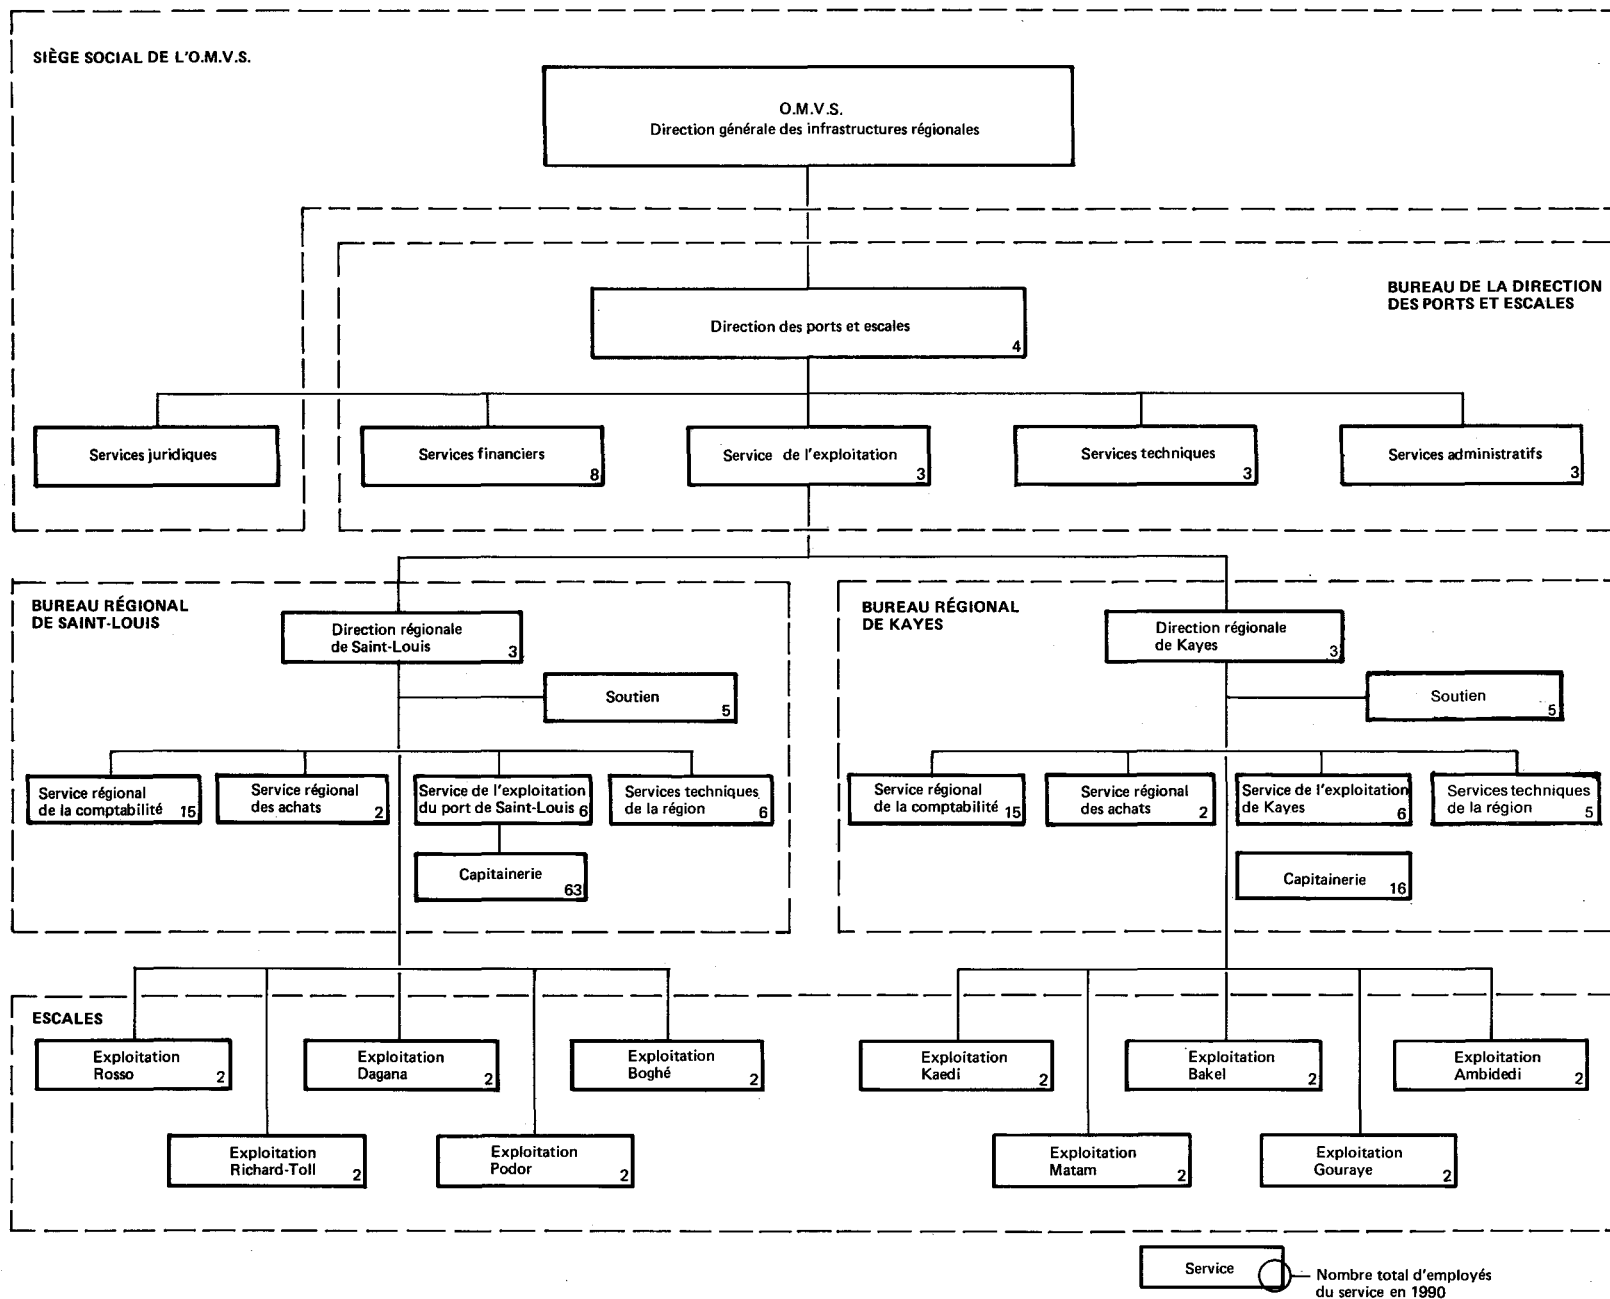 SIÈGE SOCIAL DE L'O.M.V.S.
O.M.V.S.
Direction générale des infrastructures régionales
BUREAU DE LA DIRECTION
DES PORTS ET ESCALES
Direction des ports et escales
4
Services juridiques
Services financiers
8
Service de l'exploitation
3
Services techniques
3
Services administratifs
3
BUREAU RÉGIONAL
DE SAINT-LOUIS
Direction régionale
de Saint-Louis
3
Soutien
5
Service régional
de la comptabilité 15
Service régional
des achats
2
Service de l'exploitation
du port de Saint-Louis 6
Services techniques
de la région
6
Capitainerie
63
BUREAU RÉGIONAL
DE KAYES
Direction régionale
de Kayes
3
Soutien
5
Service régional
de la comptabilité 15
Service régional
des achats
2
Service de l'exploitation
de Kayes
6
Services techniques
de la région
5
Capitainerie
16
ESCALES
Exploitation
Rosso
2
Exploitation
Dagana
2
Exploitation
Boghé
2
Exploitation
Richard-Toll
2
Exploitation
Podor
2
Exploitation
Kaedi
2
Exploitation
Bakel
2
Exploitation
Ambidedi
2
Exploitation
Matam
2
Exploitation
Gouraye
2
Service
Nombre total d'employés
du service en 1990